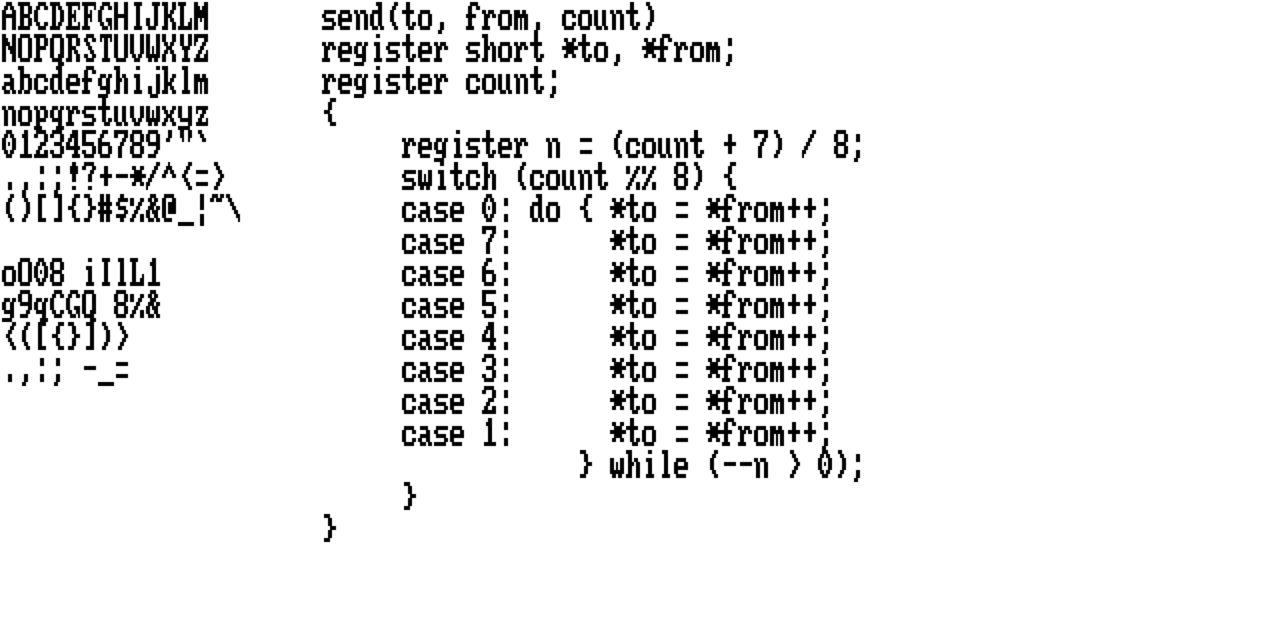 ABCDEFGHIJKLM
NOPQRSTUVWXYZ
abcdefghijklm
nopqrstuvwxyz
0123456789'"`
.,:;!?+-*/^<=>
()[]{}#$%&@_¦~\
oO08 iIlL1
g9qCGQ 8%&
<([{}])>
.,:; -_=
send(to, from, count)
register short *to, *from;
register count;
{
     register n = (count + 7) / 8;
     switch (count %% 8) {
     case 0: do { *to = *from++;
     case 7:      *to = *from++;
     case 6:      *to = *from++;
     case 5:      *to = *from++;
     case 4:      *to = *from++;
     case 3:      *to = *from++;
     case 2:      *to = *from++;
     case 1:      *to = *from++;
                } while (--n > 0);
     }
}